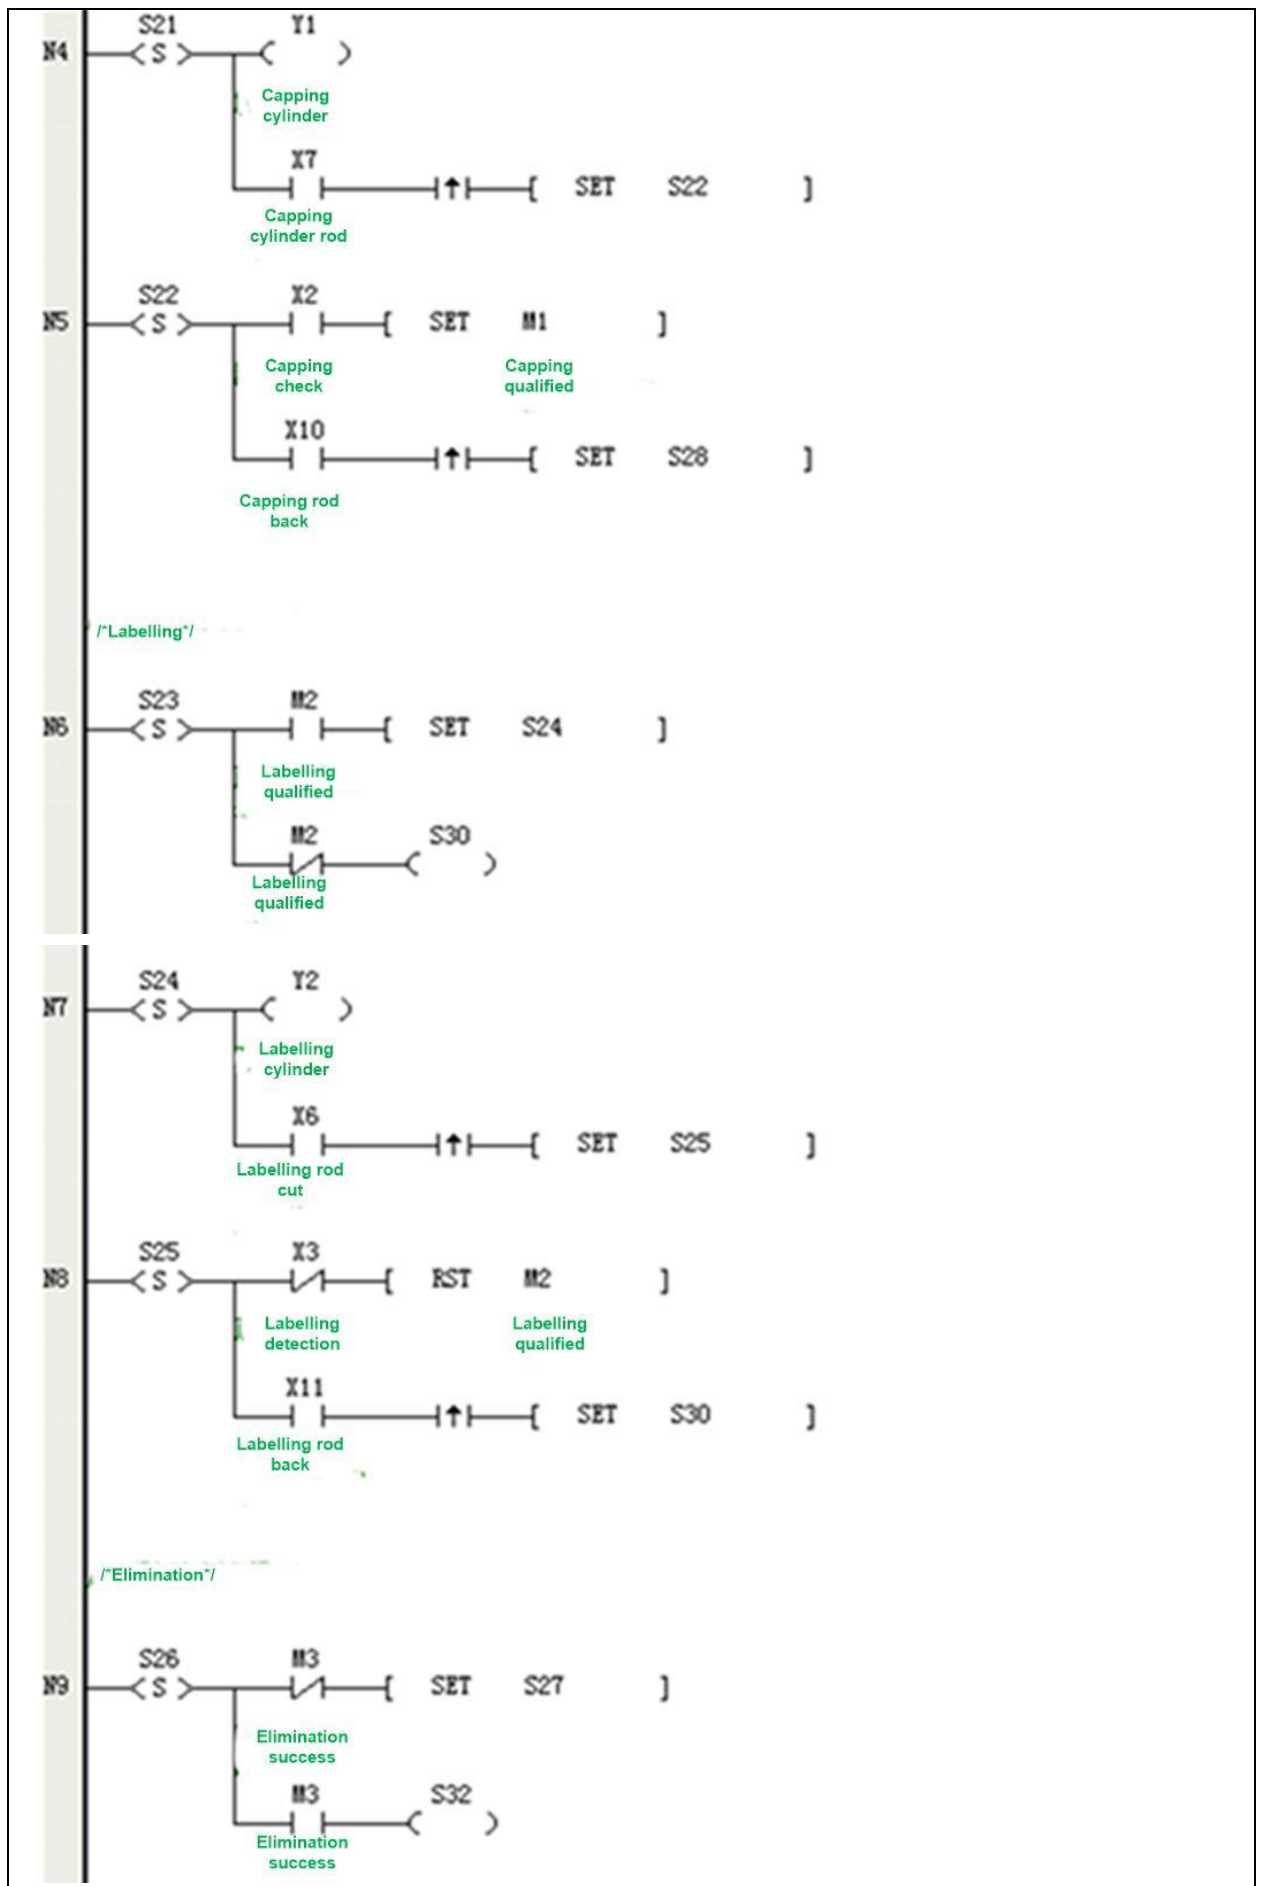 S21 Y1
N4 S
Capping
cylinder
X7
SET S22
Capping
cylinder rod
S22 X2
N5 S SET M1
Capping Capping
check qualified
X10
SET S28
Capping rod
back
/*Labelling*/
S23 M2
N6 S SET S24
Labelling
qualified
M2 S30
Labelling
qualified
S24 Y2
N7 S
Labelling
cylinder
X6
SET S25
Labelling rod
cut
S25 X3
N8 S RST M2
Labelling Labelling
detection qualified
X11
SET S30
Labelling rod
back
/*Elimination*/
S26 M3
N9 S SET S27
Elimination
success
M3 S32
Elimination
success